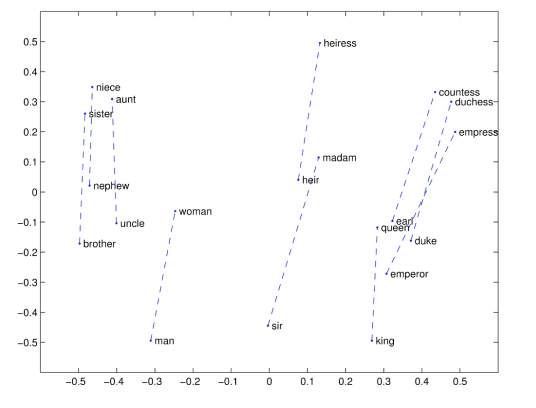 0.5
heiress
0.4
niece
countess
0.3
aunt
duchess
sister
0.2
empress
0.1
madam
heir
0
nephew
woman
−0.1
uncle
earl
queen
−0.2
brother
duke
emperor
−0.3
−0.4
sir
−0.5
man
king
−0.5 −0.4 −0.3 −0.2 −0.1 0 0.1 0.2 0.3 0.4 0.5